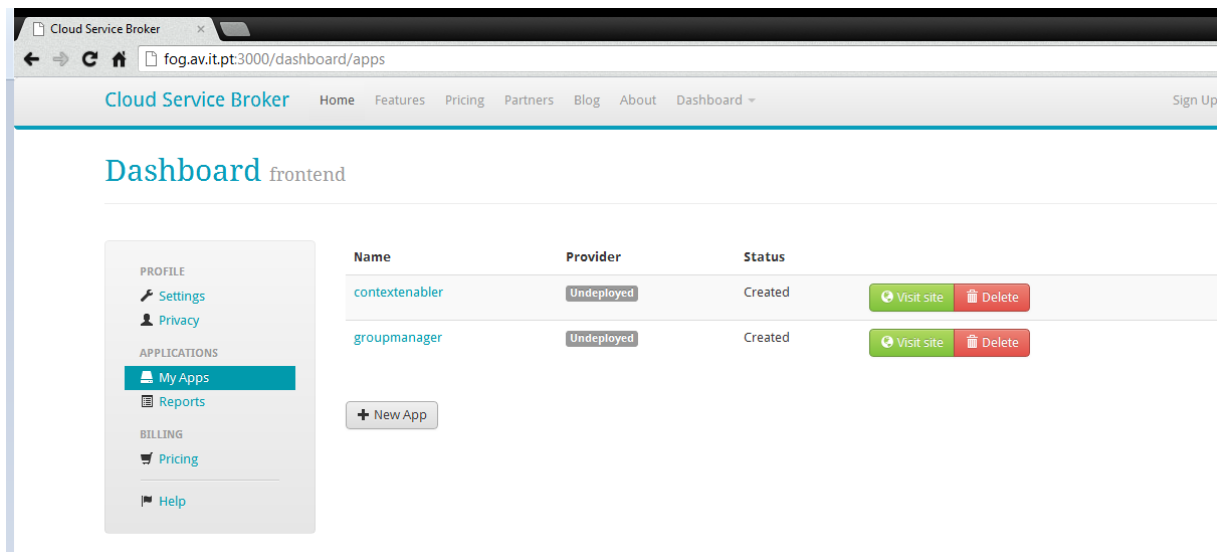 Cloud Service Broker
fog.av.it.pt:3000/dashboard/apps
Cloud Service Broker Home Features Pricing Partners Blog About Dashboard Sign Up
Dashboard frontend
PROFILE
Settings
Privacy
APPLICATIONS
My Apps
Reports
BILLING
Pricing
Help
Name Provider Status
contextenabler Undeployed Created Visit site Delete
groupmanager Undeployed Created Visit site Delete
New App